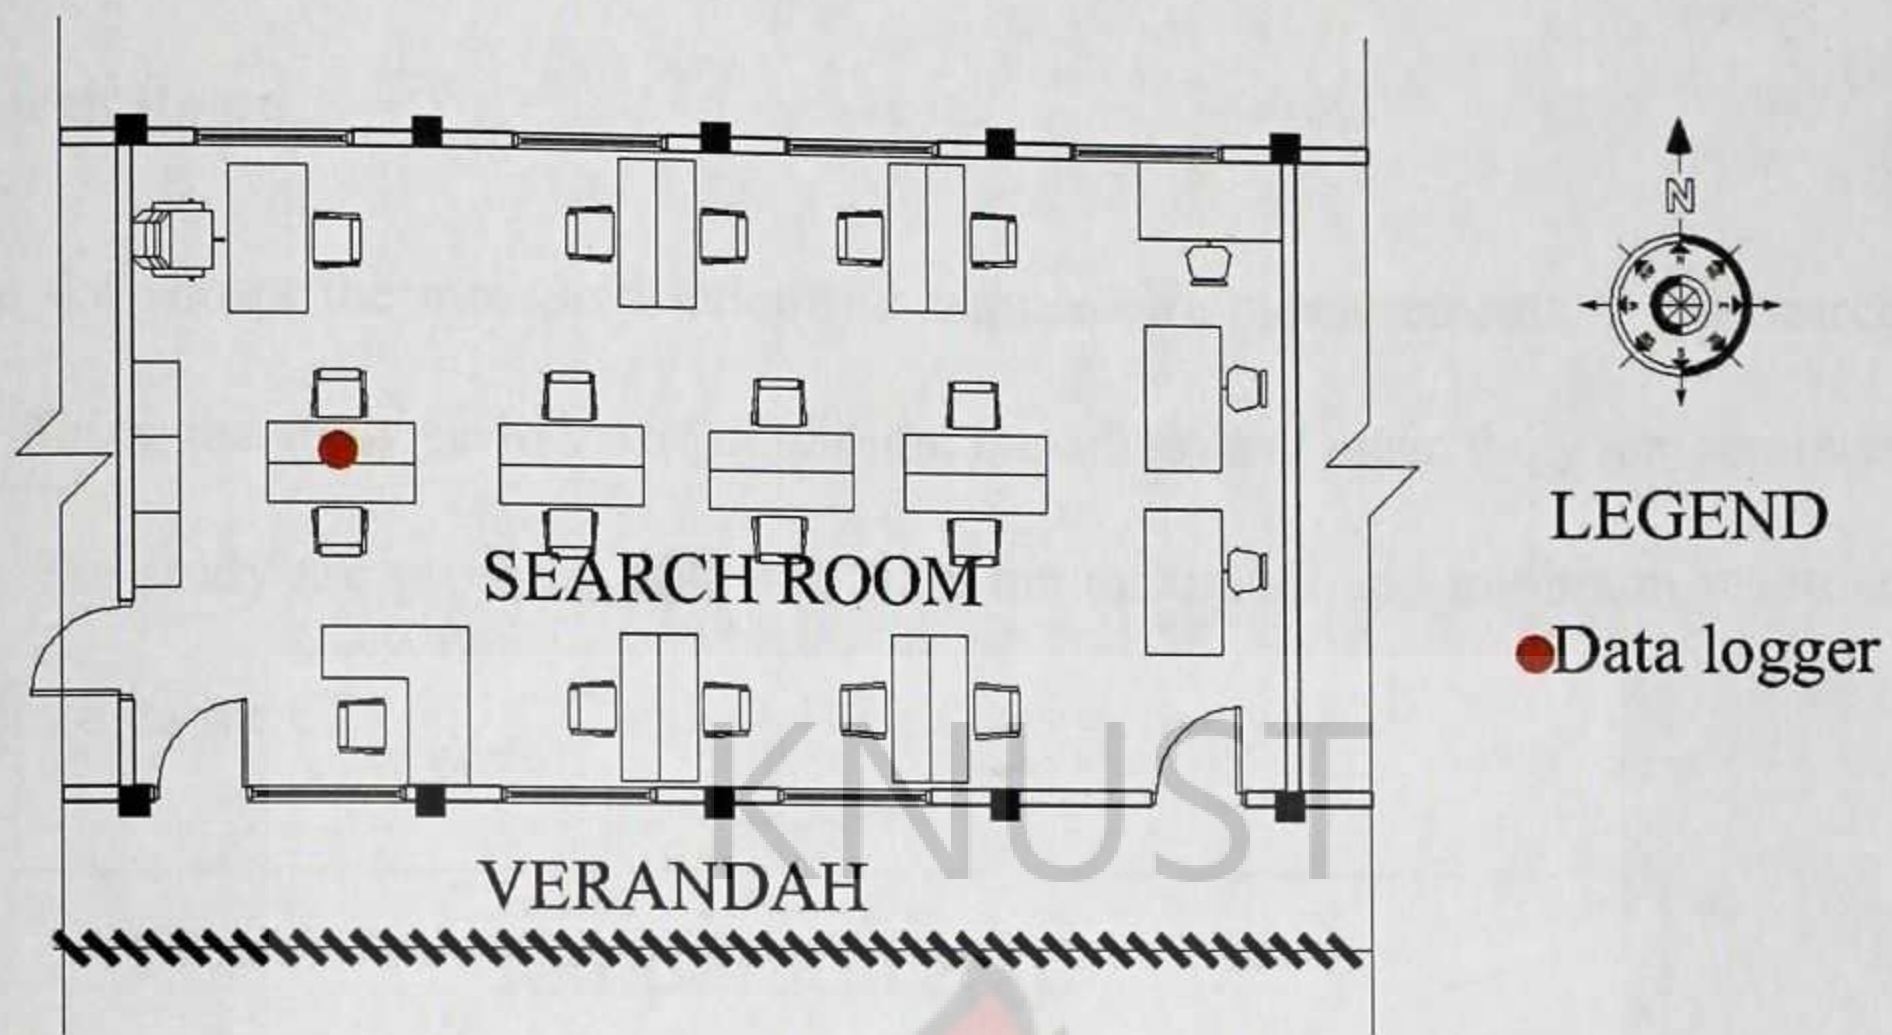 N
LEGEND
SEARCH ROOM
Data logger
KNUST
VERANDAH